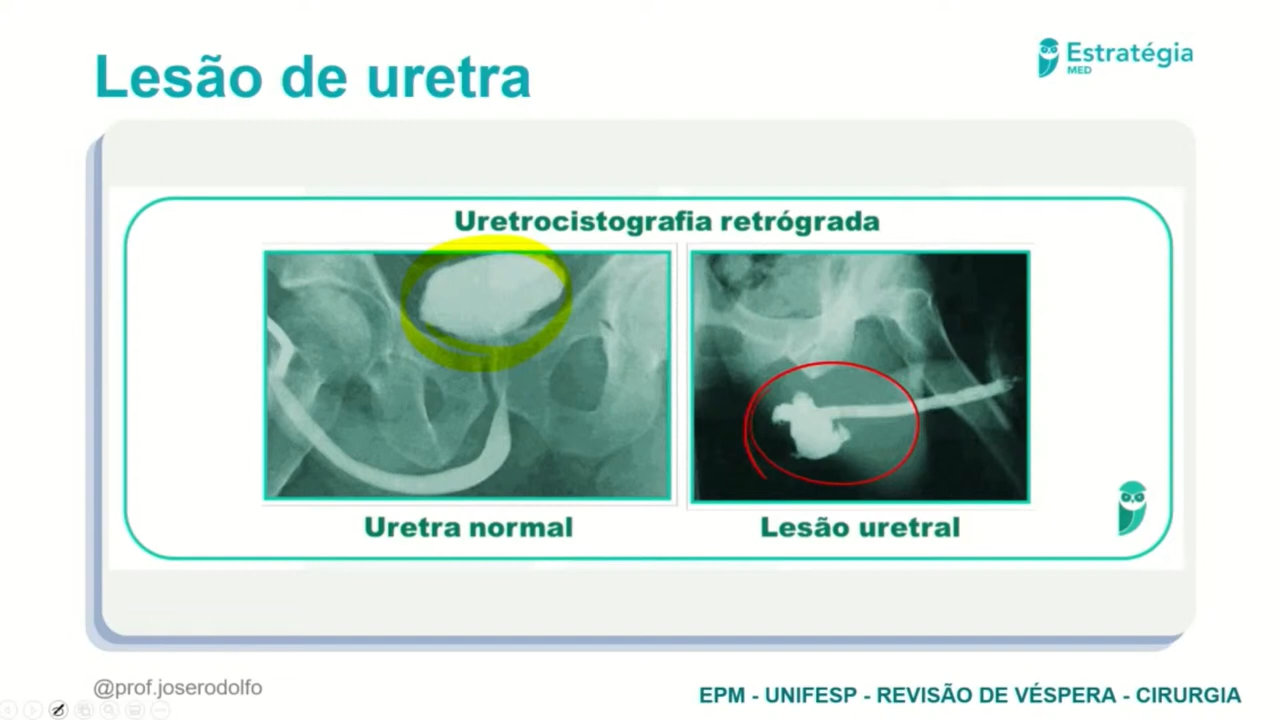 Lesão de uretra
Estratégia
MED
Uretrocistografia retrógrada
Uretra normal
Lesão uretral
@prof.joserodolfo
EPM - UNIFESP - REVISÃO DE VÉSPERA - CIRURGIA